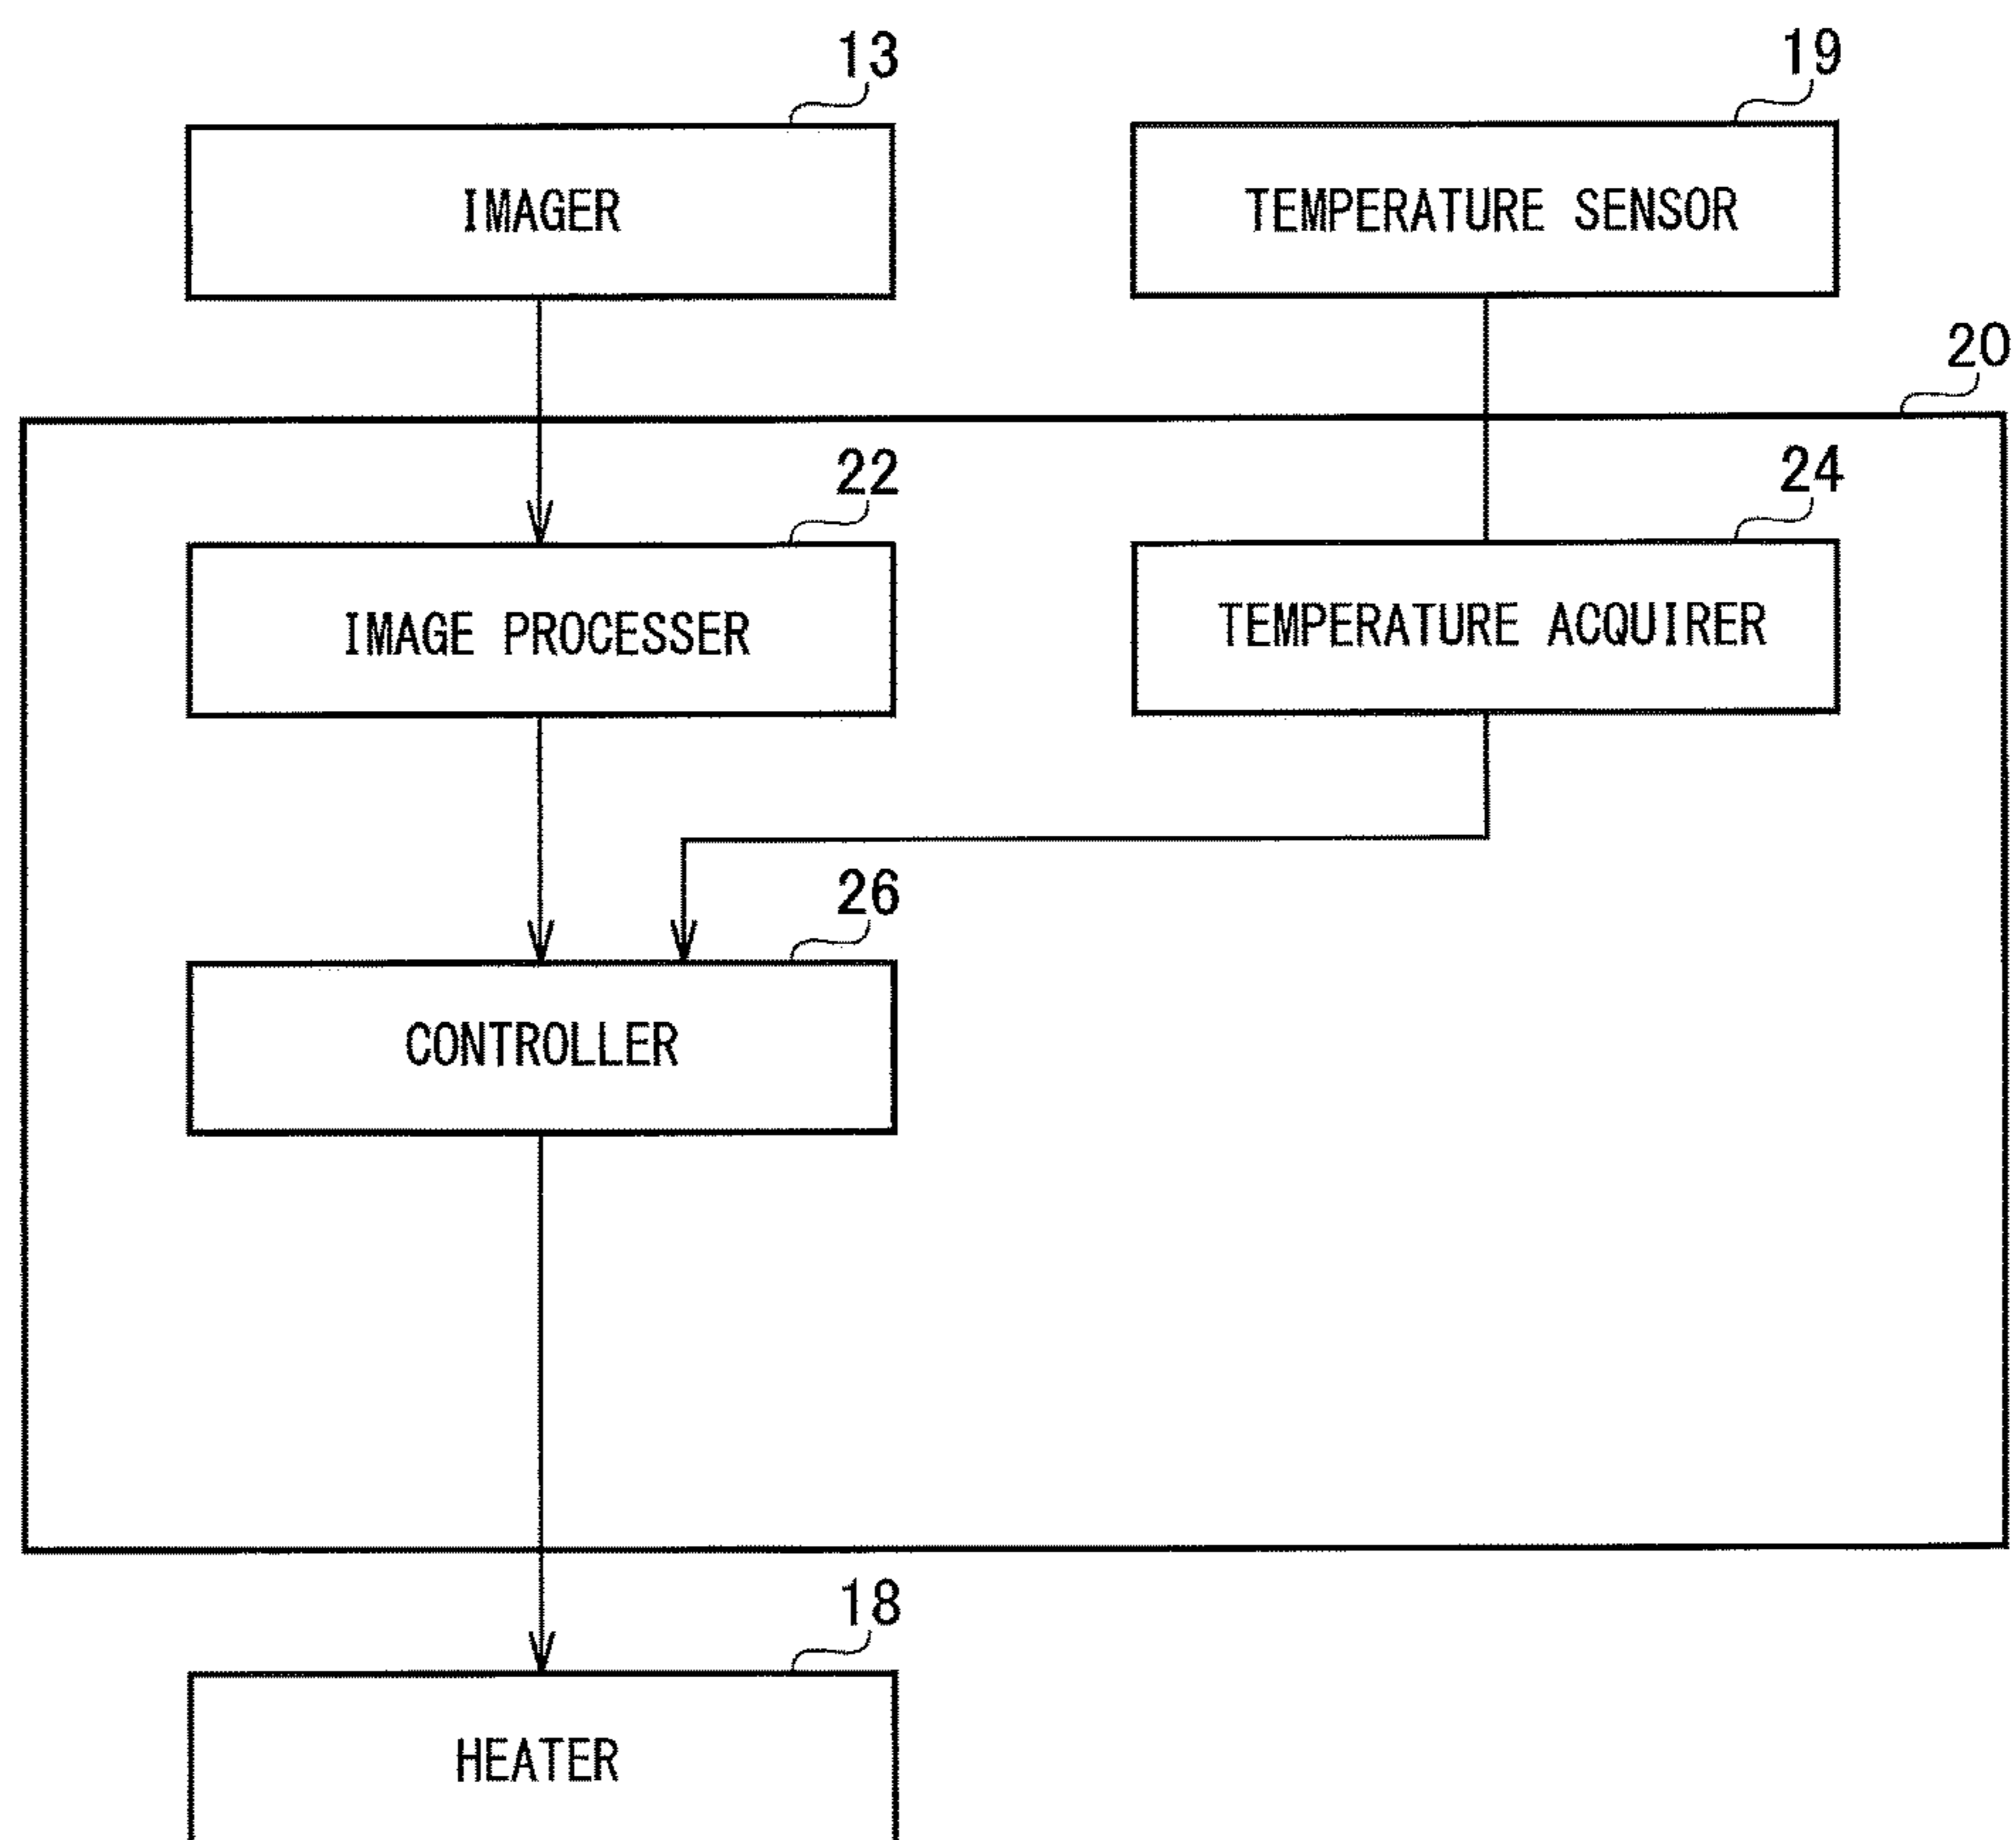 13
19
IMAGER
TEMPERATURE SENSOR
20
22
24
IMAGE PROCESSER
TEMPERATURE ACQUIRER
26
CONTROLLER
18
HEATER